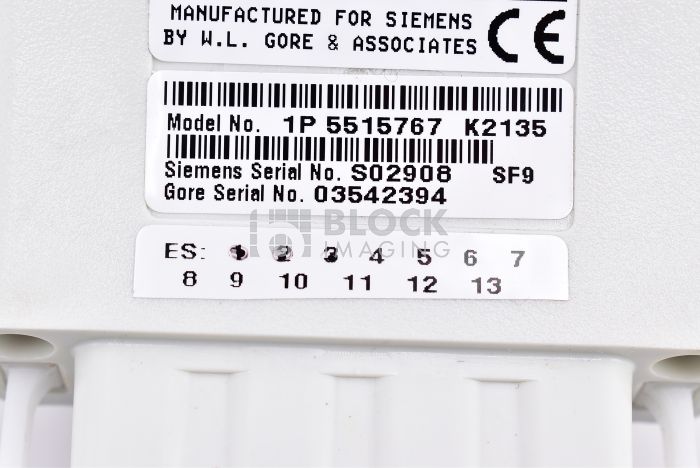 MANUFACTURED FOR SIEMENS
BY W.L. GORE & ASSOCIATES CE
Model No. 1P 5515767 K2135
Siemens Serial No. S02908 SF9
Gore Serial No. 03542394
BLOCK
IMAGING
ES: 1 2 3 4 5 6 7
8 9 10 11 12 13